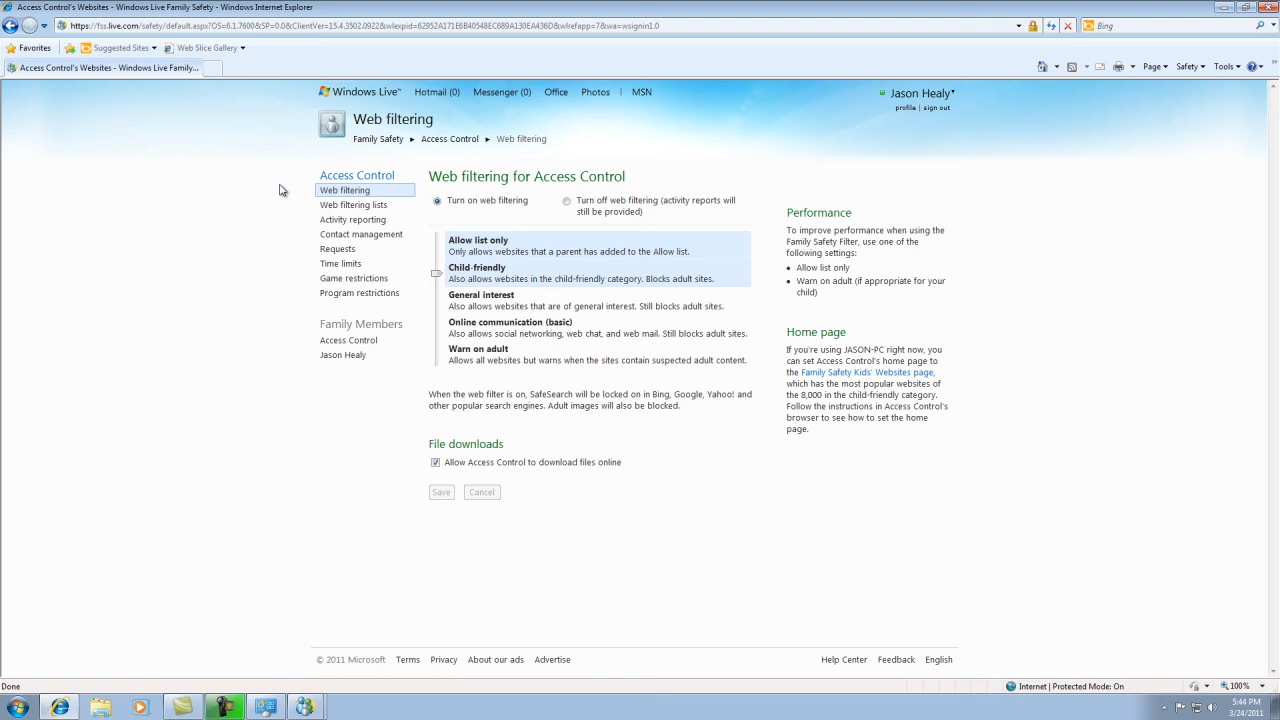 Access Control's Websites - Windows Live Family Safety - Windows Internet Explorer
https://fss.live.com/safety/default.aspx?OS=6.1.7600&SP=0.0&ClientVer=15.4.3502.0922&wlexpid=62952A171E6B40548EC689A130EA436D&wlrefapp=7&wa=wsignin1.0
Bing
Favorites Suggested Sites Web Slice Gallery
Access Control's Websites - Windows Live Family...
Page Safety Tools
Windows Live™ Hotmail (0) Messenger (0) Office Photos | MSN
Jason Healy
profile | sign out
Web filtering
Family Safety ► Access Control ► Web filtering
Access Control
Web filtering
Web filtering lists
Activity reporting
Contact management
Requests
Time limits
Game restrictions
Program restrictions
Family Members
Access Control
Jason Healy
Web filtering for Access Control
Turn on web filtering
Turn off web filtering (activity reports will
still be provided)
Allow list only
Only allows websites that a parent has added to the Allow list.
Child-friendly
Also allows websites in the child-friendly category. Blocks adult sites.
General interest
Also allows websites that are of general interest. Still blocks adult sites.
Online communication (basic)
Also allows social networking, web chat, and web mail. Still blocks adult sites.
Warn on adult
Allows all websites but warns when the sites contain suspected adult content.
When the web filter is on, SafeSearch will be locked on in Bing, Google, Yahoo! and
other popular search engines. Adult images will also be blocked.
File downloads
Allow Access Control to download files online
Save Cancel
Performance
To improve performance when using the
Family Safety Filter, use one of the
following settings:
• Allow list only
• Warn on adult (if appropriate for your
child)
Home page
If you're using JASON-PC right now, you
can set Access Control's home page to
the Family Safety Kids' Websites page,
which has the most popular websites of
the 8,000 in the child-friendly category.
Follow the instructions in Access Control's
browser to see how to set the home
page.
© 2011 Microsoft Terms Privacy About our ads Advertise
Help Center Feedback English
Done
Internet | Protected Mode: On
100%
5:44 PM
3/24/2011